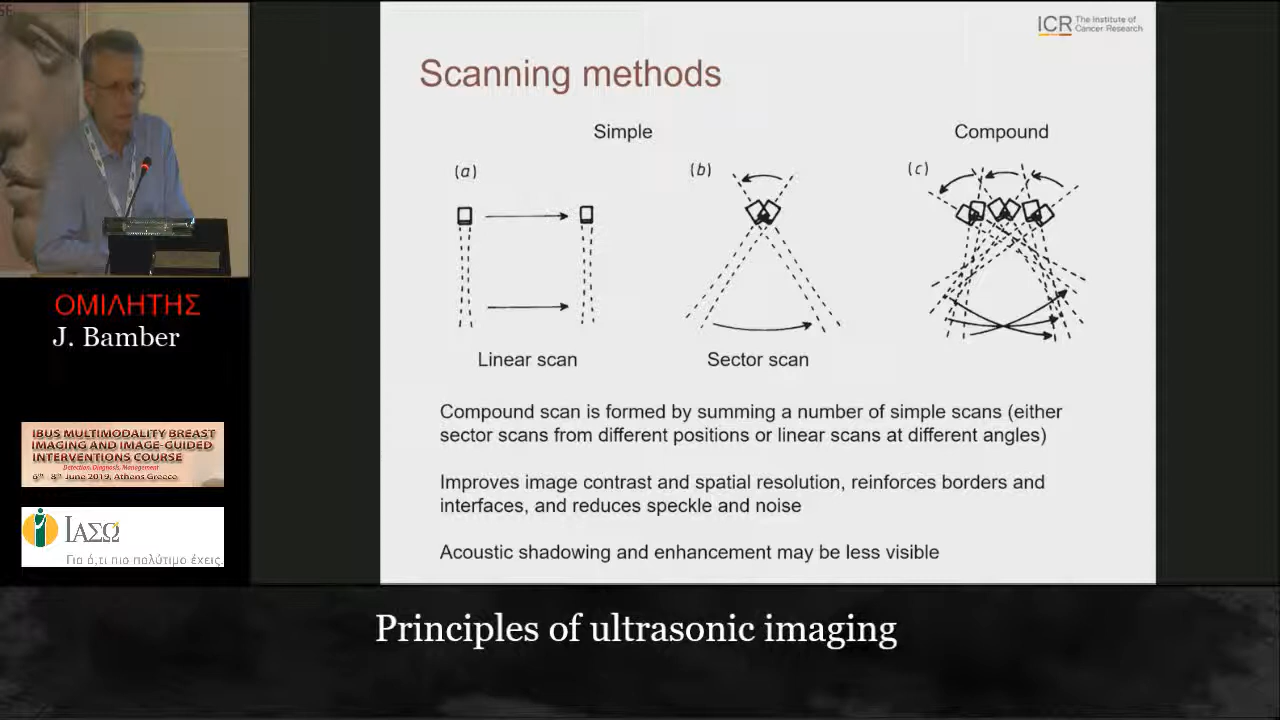 SE
ICR The Institute of
Cancer Research
Scanning methods
Simple
Compound
(a)
(b)
(c)
Linear scan
Sector scan
Compound scan is formed by summing a number of simple scans (either
sector scans from different positions or linear scans at different angles)
Improves image contrast and spatial resolution, reinforces borders and
interfaces, and reduces speckle and noise
Acoustic shadowing and enhancement may be less visible
ΟΜΙΛΗΤΗΣ
J. Bamber
IBUS MULTIMODALITY BREAST
IMAGING AND IMAGE-GUIDED
INTERVENTIONS COURSE
Detection, Diagnosis, Management
6th - 8th June 2019, Athens Greece
ΙΑΣΩ
Για ό,τι πιο πολύτιμο έχεις.
Principles of ultrasonic imaging